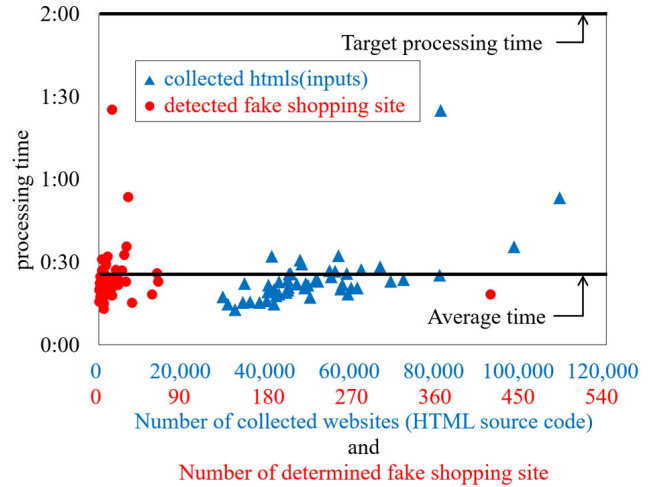 2:00
Target processing time
collected htmls(inputs)
detected fake shopping site
1:30
1:00
0:30
0:00
processing time
Average time
0 20,000 40,000 60,000 80,000 100,000 120,000
0 90 180 270 360 450 540
Number of collected websites (HTML source code)
and
Number of determined fake shopping site